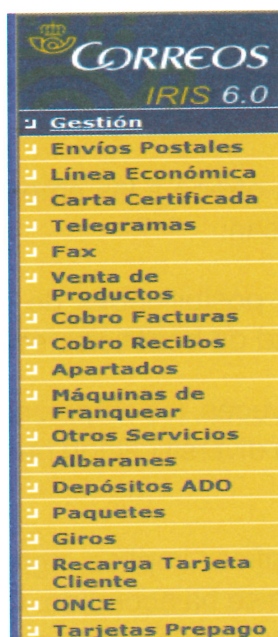 CORREOS
IRIS 6.0
Gestión
Envíos Postales
Línea Económica
Carta Certificada
Telegramas
Fax
Venta de
Productos
Cobro Facturas
Cobro Recibos
Apartados
Máquinas de
Franquear
Otros Servicios
Albaranes
Depósitos ADO
Paquetes
Giros
Recarga Tarjeta
Cliente
ONCE
Tarjetas Prepago